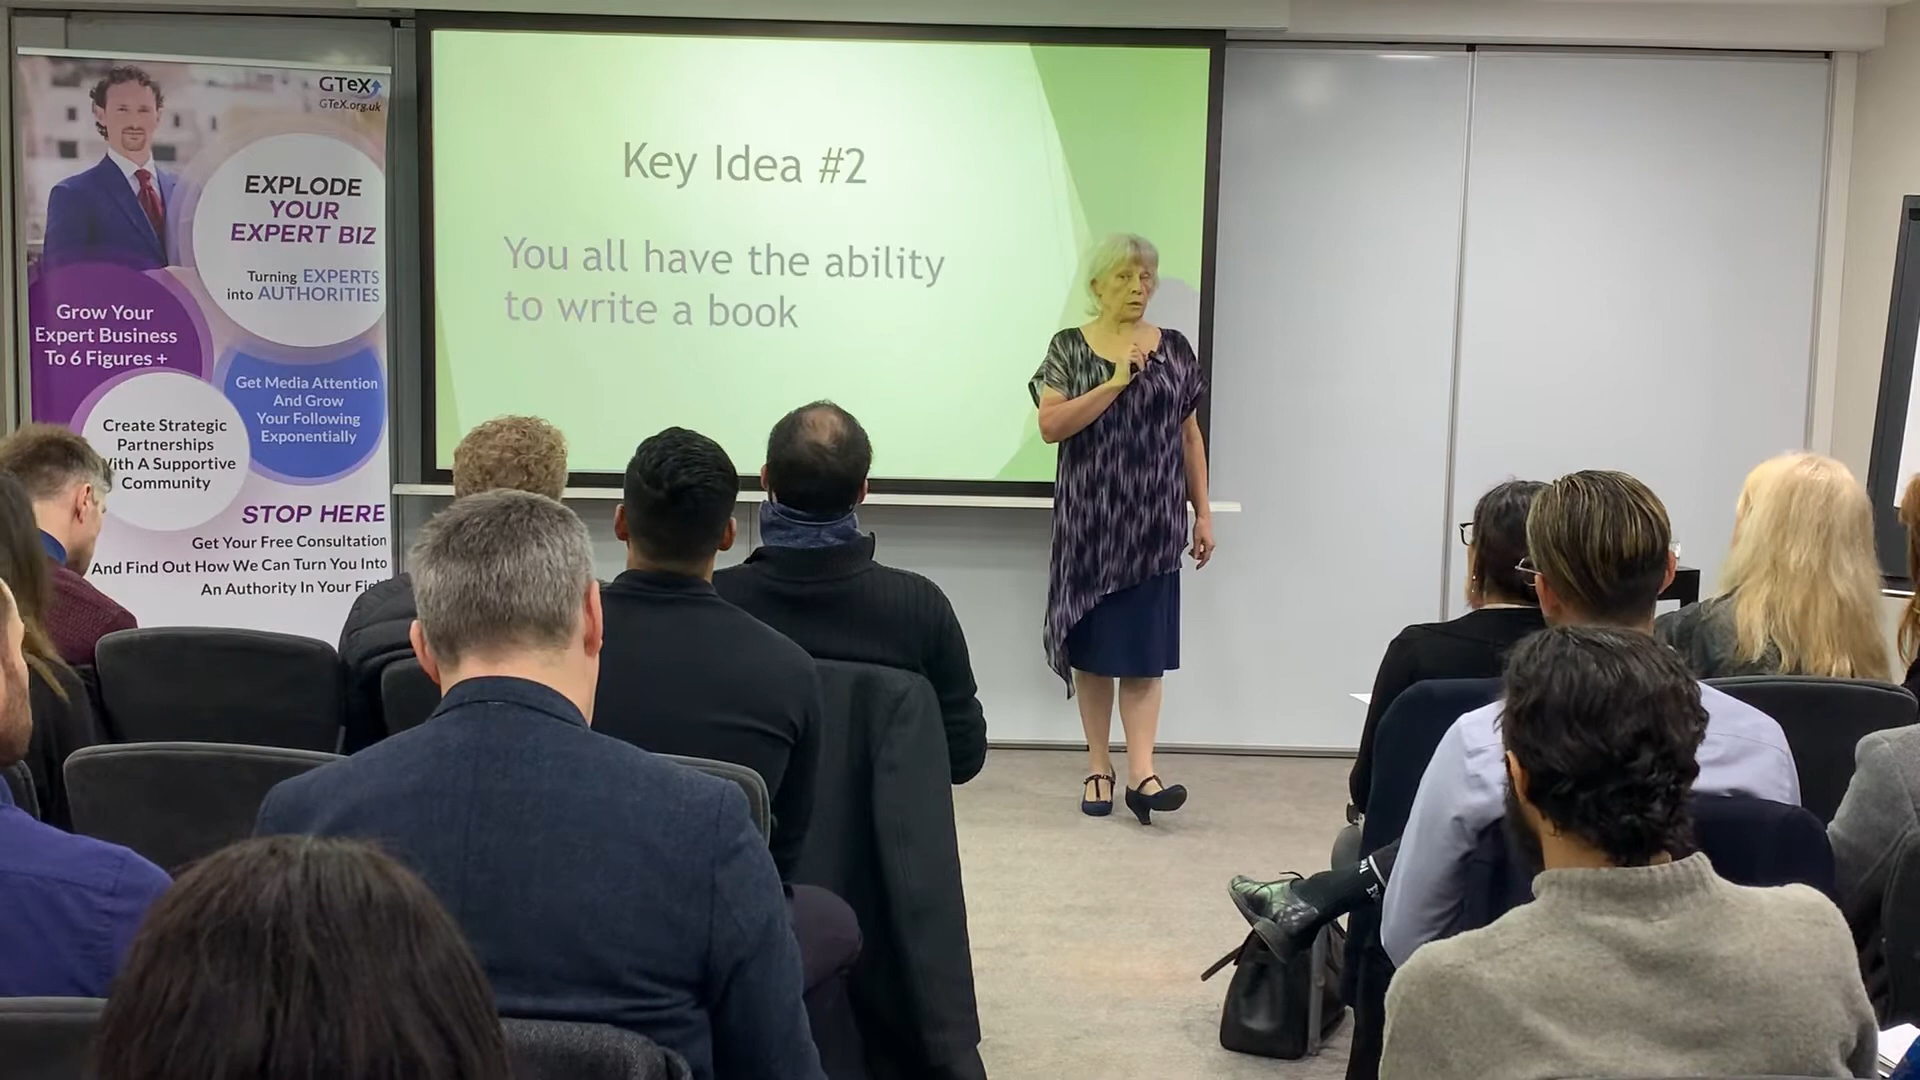 GTeX
GTeX.org.uk
EXPLODE
YOUR
EXPERT BIZ
Turning EXPERTS
into AUTHORITIES
Grow Your
Expert Business
To 6 Figures +
Get Media Attention
And Grow
Your Following
Exponentially
Create Strategic
Partnerships
With A Supportive
Community
STOP HERE
Get Your Free Consultation
And Find Out How We Can Turn You Into
An Authority In Your
Key Idea #2
You all have the ability
to write a book